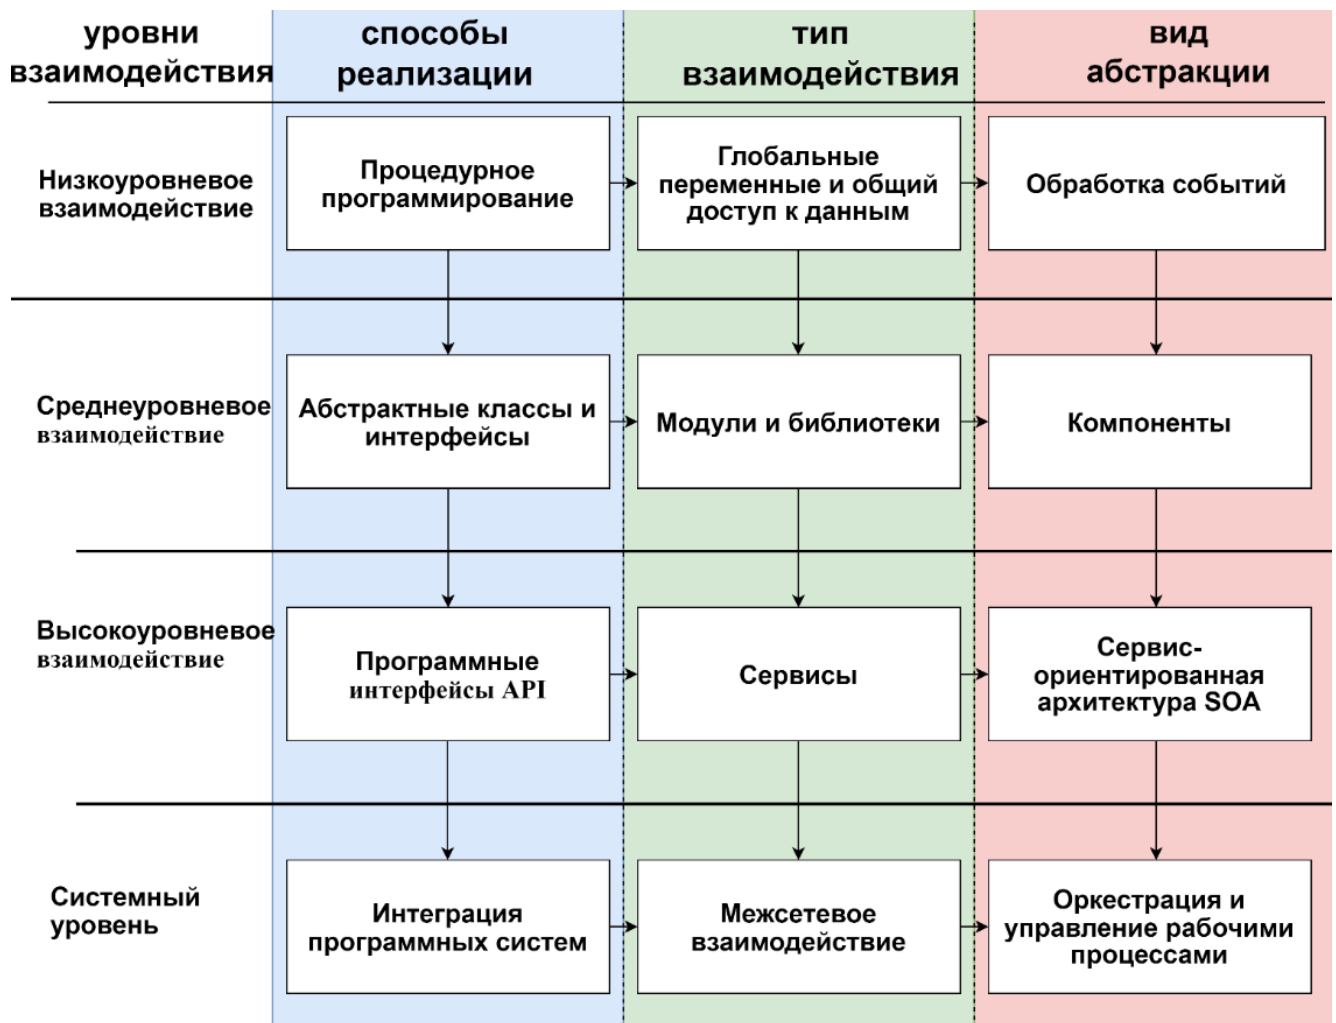 уровни
взаимодействия
способы
реализации
тип
взаимодействия
вид
абстракции
Низкоуровневое
взаимодействие
Процедурное
программирование
Глобальные
переменные и общий
доступ к данным
Обработка событий
Среднеуровневое
взаимодействие
Абстрактные классы и
интерфейсы
Модули и библиотеки
Компоненты
Высокоуровневое
взаимодействие
Программные
интерфейсы API
Сервисы
Сервис-
ориентированная
архитектура SOA
Системный
уровень
Интеграция
программных систем
Межсетевое
взаимодействие
Оркестрация и
управление рабочими
процессами